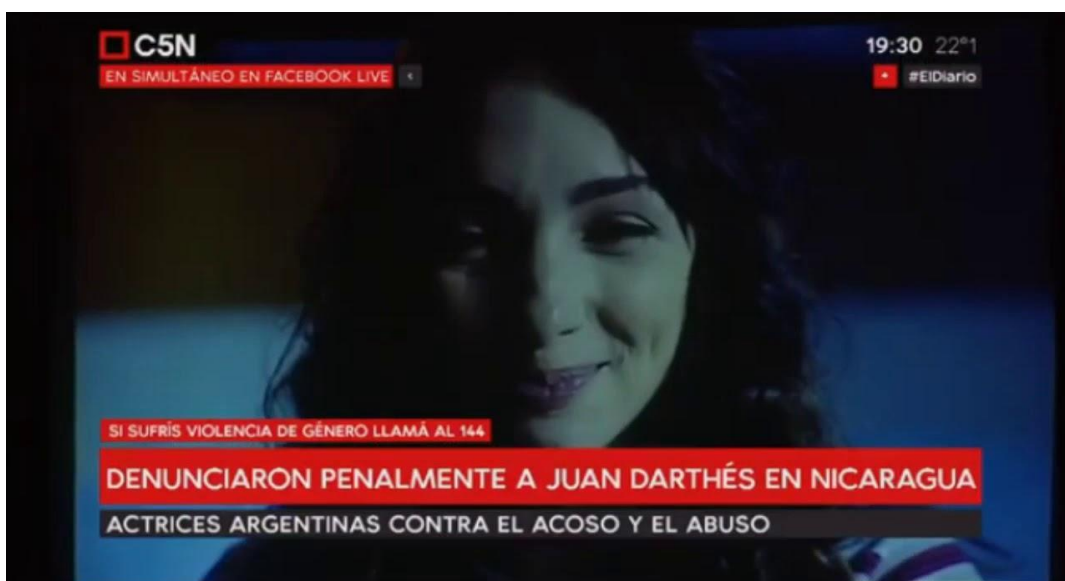 C5N
19:30 22°1
EN SIMULTÁNEO EN FACEBOOK LIVE
#ElDiario
SI SUFRÍS VIOLENCIA DE GÉNERO LLAMÁ AL 144
DENUNCIARON PENALMENTE A JUAN DARTHÉS EN NICARAGUA
ACTRICES ARGENTINAS CONTRA EL ACOSO Y EL ABUSO